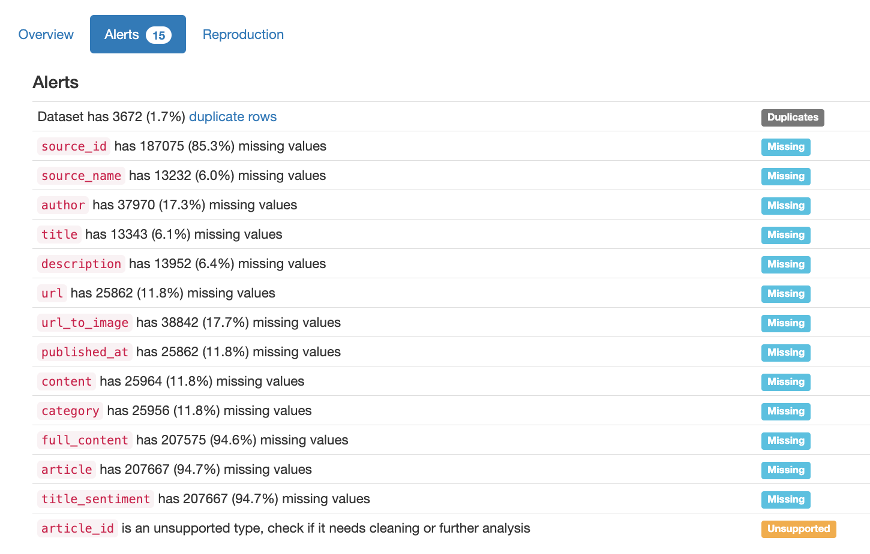 Overview Alerts 15 Reproduction
Alerts
Dataset has 3672 (1.7%) duplicate rows Duplicates
source_id has 187075 (85.3%) missing values Missing
source_name has 13232 (6.0%) missing values Missing
author has 37970 (17.3%) missing values Missing
title has 13343 (6.1%) missing values Missing
description has 13952 (6.4%) missing values Missing
url has 25862 (11.8%) missing values Missing
url_to_image has 38842 (17.7%) missing values Missing
published_at has 25862 (11.8%) missing values Missing
content has 25964 (11.8%) missing values Missing
category has 25956 (11.8%) missing values Missing
full_content has 207575 (94.6%) missing values Missing
article has 207667 (94.7%) missing values Missing
title_sentiment has 207667 (94.7%) missing values Missing
article_id is an unsupported type, check if it needs cleaning or further analysis Unsupported